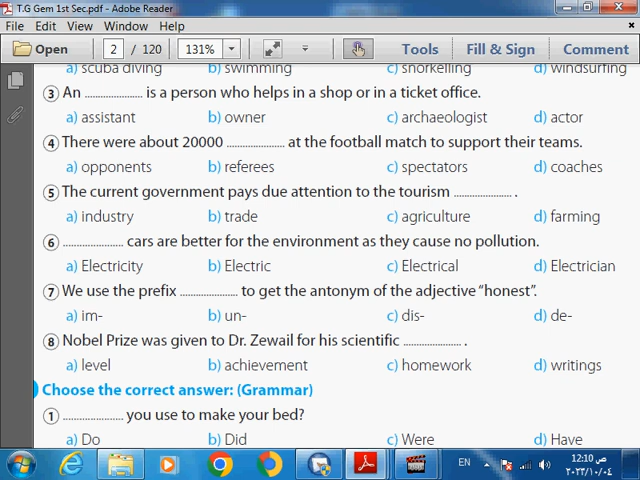 T.G Gem 1st Sec.pdf - Adobe Reader
File Edit View Window Help
Open 2 / 120 131% Tools Fill & Sign Comment
a) scuba diving b) swimming c) snorkelling d) windsurfing
3 An ...................... is a person who helps in a shop or in a ticket office.
a) assistant b) owner c) archaeologist d) actor
4 There were about 20000 ...................... at the football match to support their teams.
a) opponents b) referees c) spectators d) coaches
5 The current government pays due attention to the tourism ...................... .
a) industry b) trade c) agriculture d) farming
6 ...................... cars are better for the environment as they cause no pollution.
a) Electricity b) Electric c) Electrical d) Electrician
7 We use the prefix ...................... to get the antonym of the adjective “honest”.
a) im- b) un- c) dis- d) de-
8 Nobel Prize was given to Dr. Zewail for his scientific ...................... .
a) level b) achievement c) homework d) writings
Choose the correct answer: (Grammar)
1 ...................... you use to make your bed?
a) Do b) Did c) Were d) Have
EN 12:10 ص
٢٠٢٣/١٠/٠٤